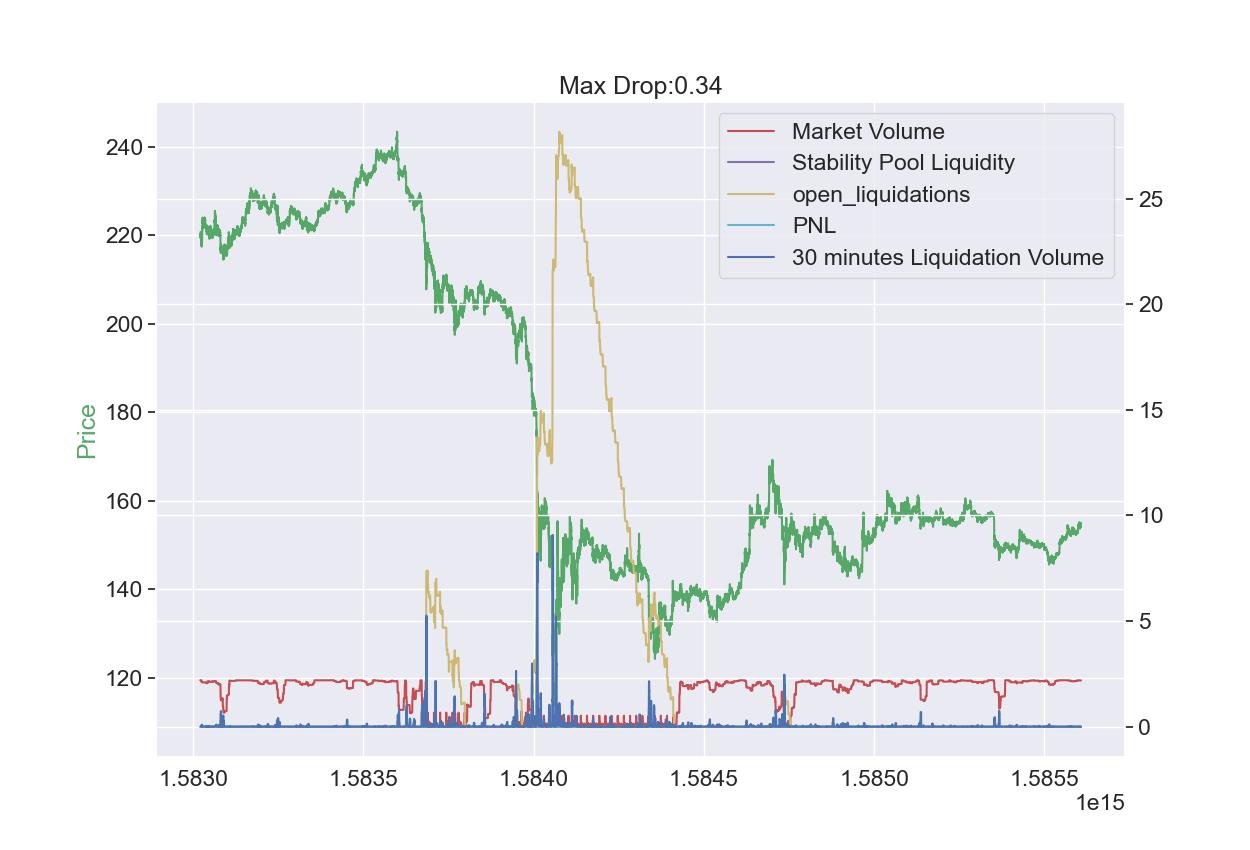 Max Drop:0.34
Market Volume
Stability Pool Liquidity
open_liquidations
PNL
30 minutes Liquidation Volume
Price
240
220
200
180
160
140
120
25
20
15
10
5
0
1.5830 1.5835 1.5840 1.5845 1.5850 1.5855
1e15